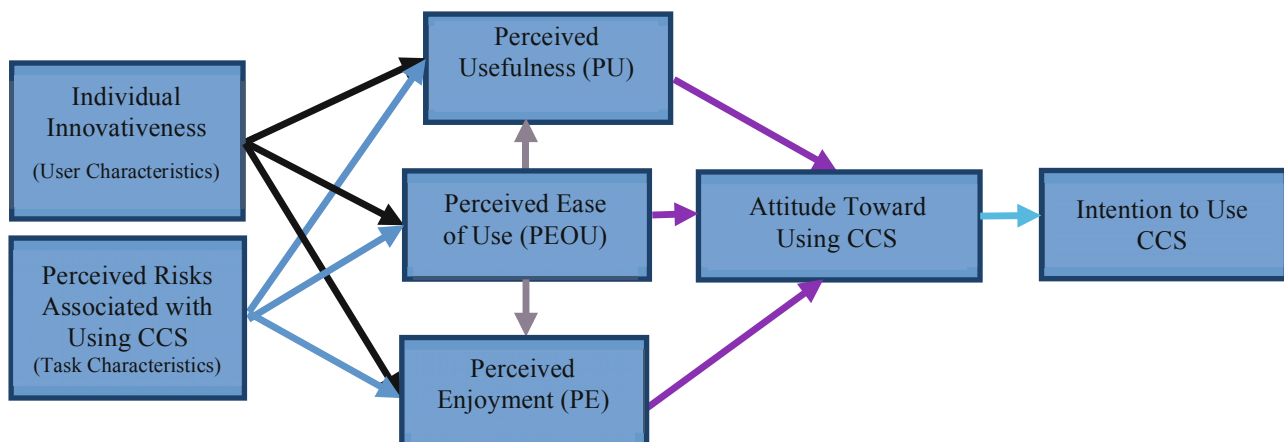 Individual
Innovativeness
(User Characteristics)
Perceived Risks
Associated with
Using CCS
(Task Characteristics)
Perceived
Usefulness (PU)
Perceived Ease
of Use (PEOU)
Perceived
Enjoyment (PE)
Attitude Toward
Using CCS
Intention to Use
CCS